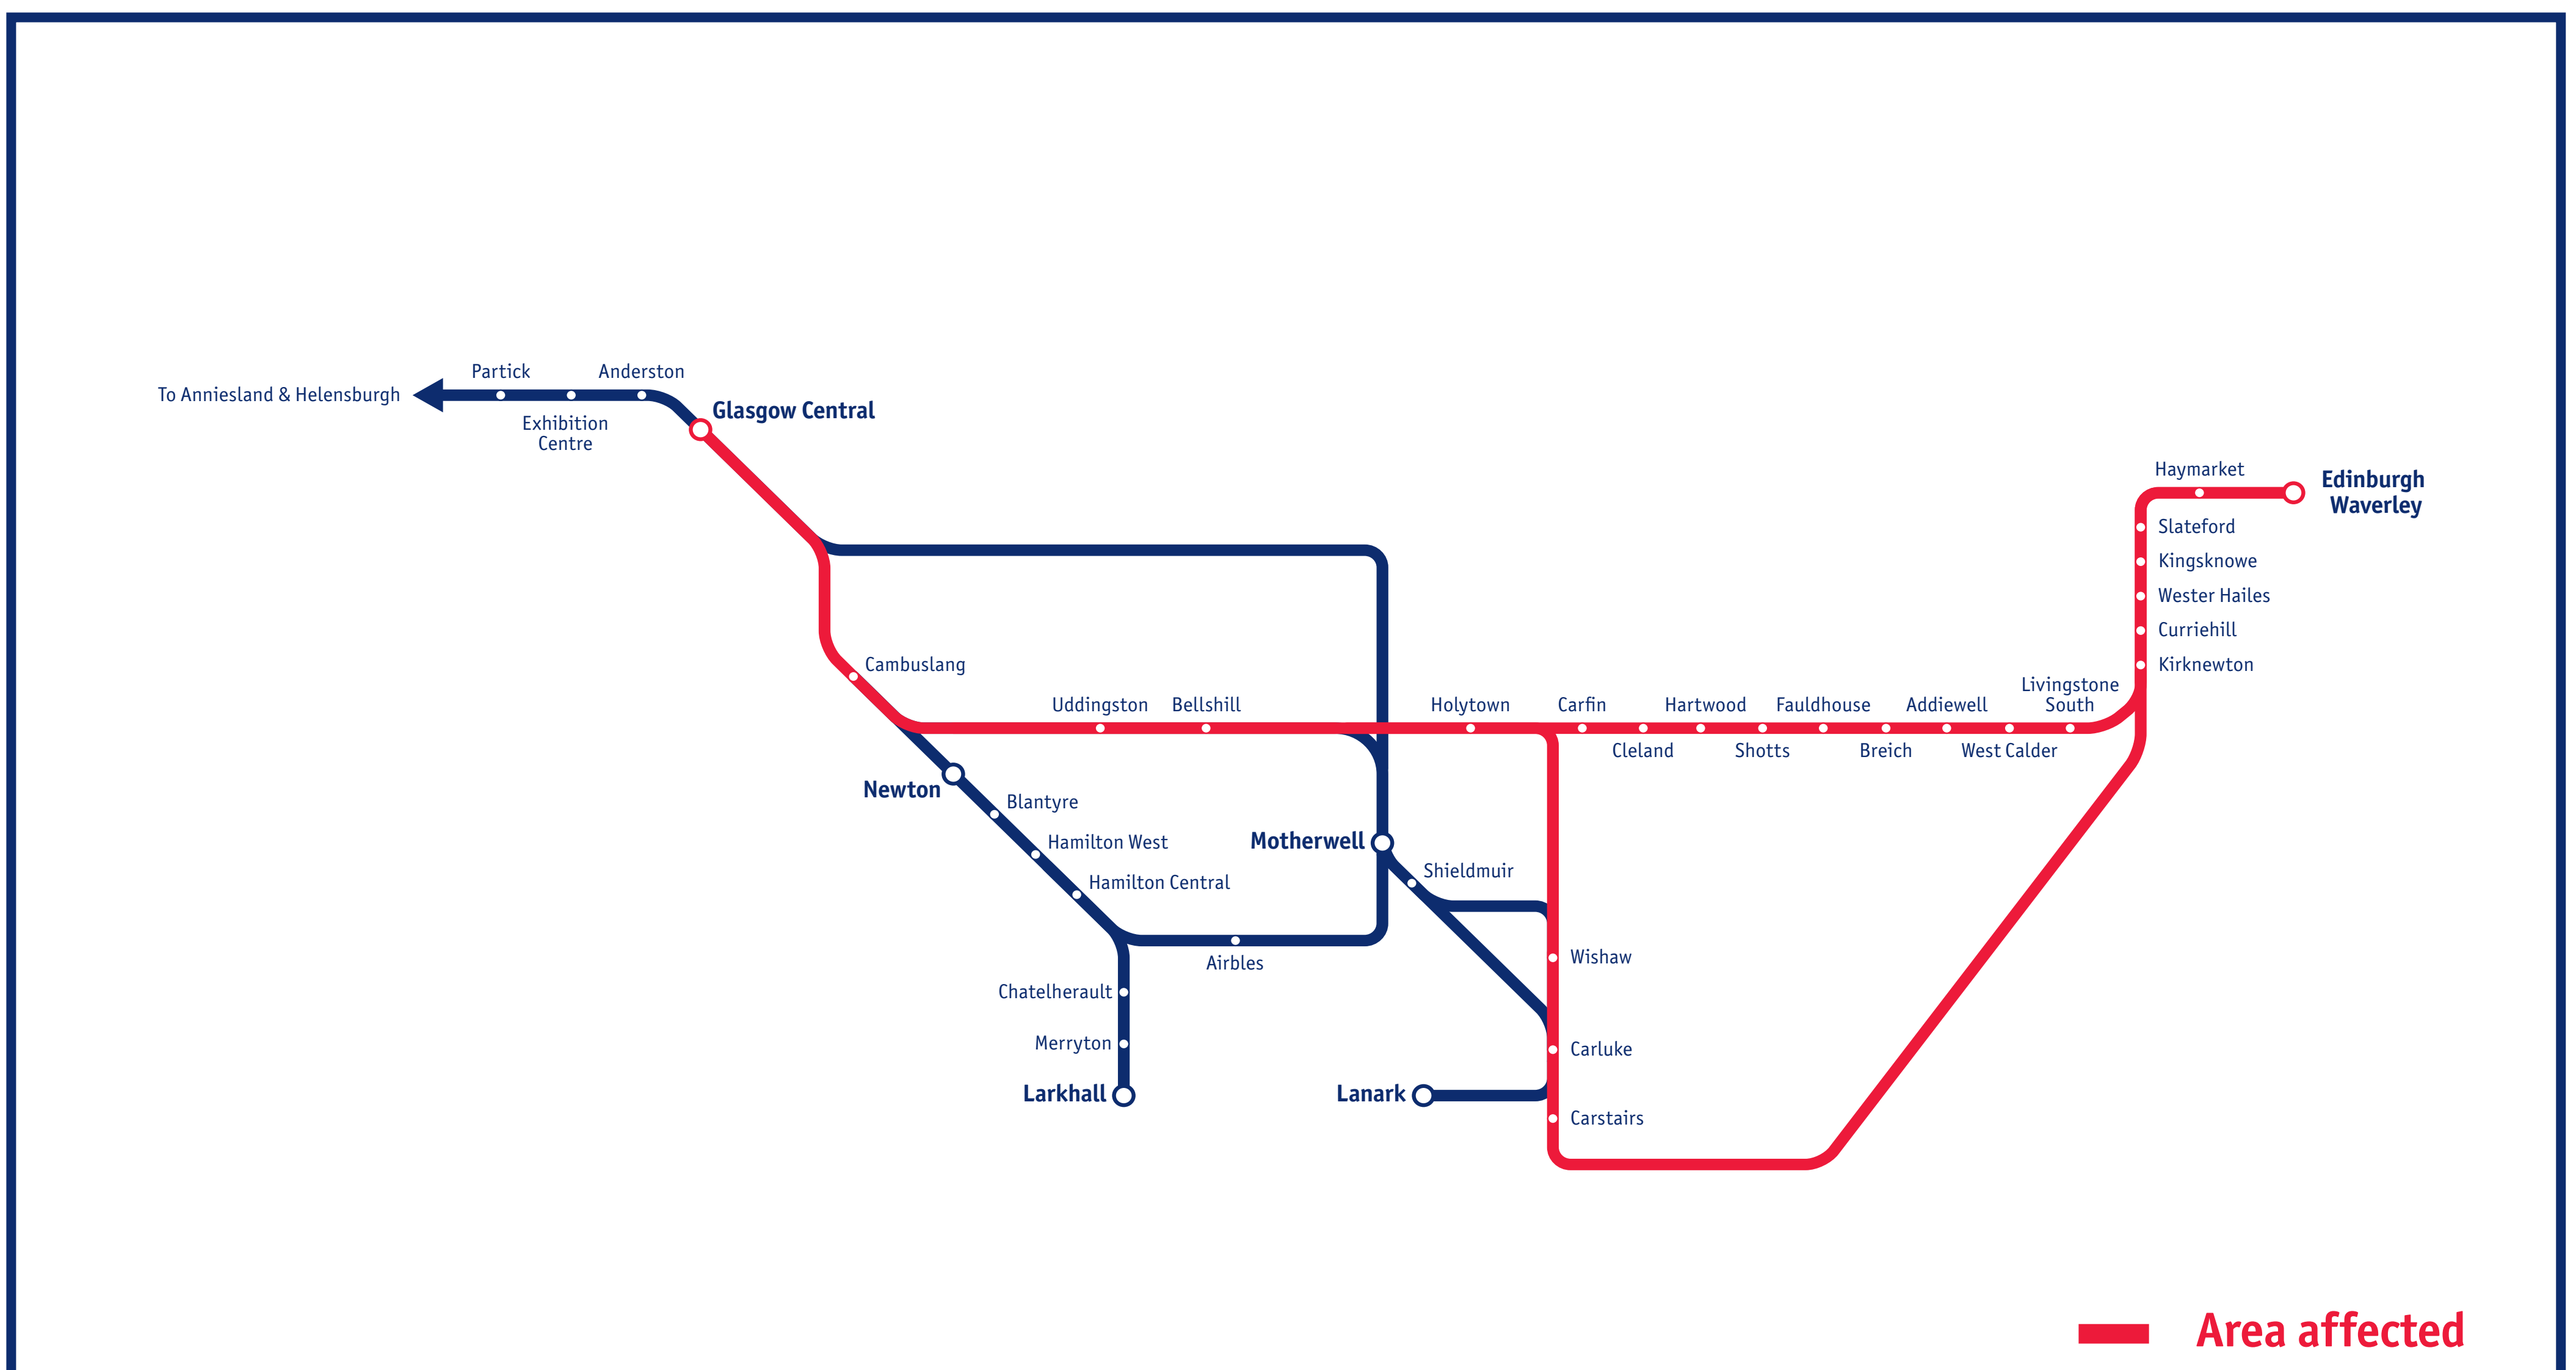 Partick
Anderston
To Anniesland & Helensburgh
Exhibition
Centre
Glasgow Central
Haymarket
Edinburgh
Waverley
Slateford
Kingsknowe
Wester Hailes
Curriehill
Kirknewton
Cambuslang
Uddingston
Bellshill
Holytown
Carfin
Hartwood
Fauldhouse
Addiewell
Livingstone
South
Cleland
Shotts
Breich
West Calder
Newton
Blantyre
Hamilton West
Hamilton Central
Motherwell
Shieldmuir
Airbles
Wishaw
Chatelherault
Merryton
Larkhall
Carluke
Lanark
Carstairs
Area affected